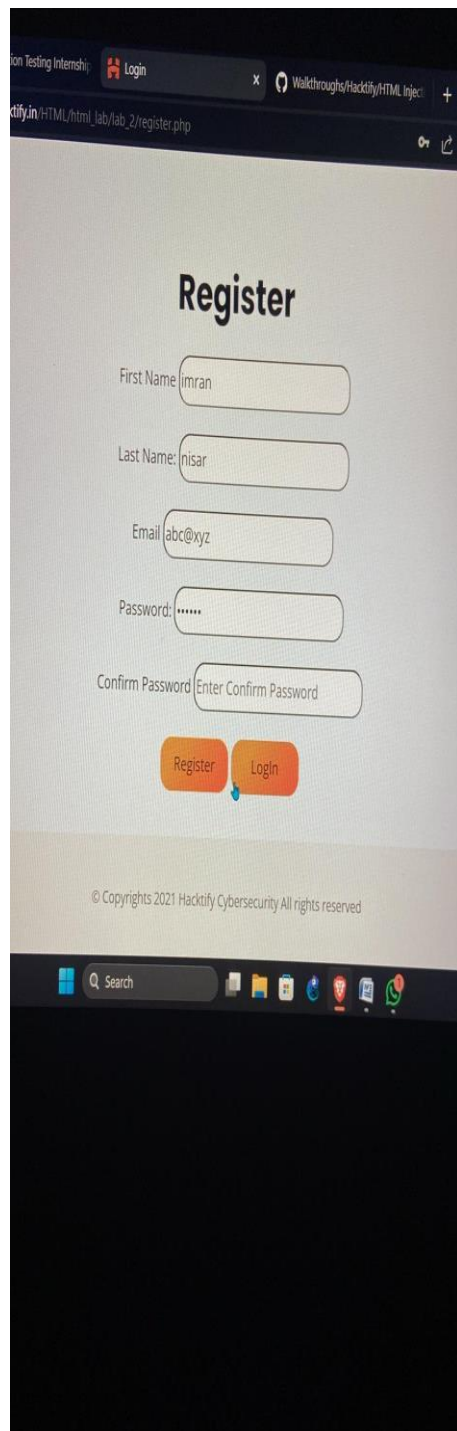 ion Testing Internship
Login x
Walkthroughs/Hacktify/HTML Inject +
ctify.in/HTML/html_lab/lab_2/register.php
Register
First Name imran
Last Name: nisar
Email abc@xyz
Password: ••••••
Confirm Password Enter Confirm Password
Register LogIn
© Copyrights 2021 Hacktify Cybersecurity All rights reserved
Search